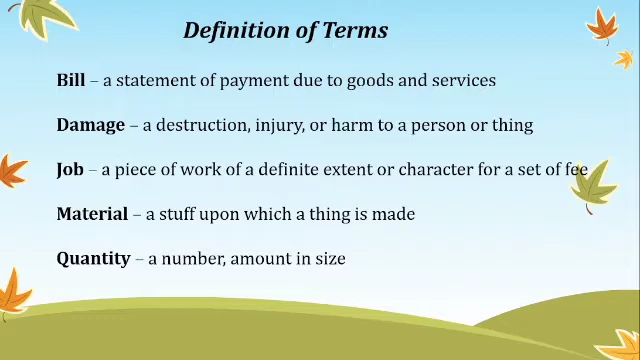 Definition of Terms
Bill – a statement of payment due to goods and services
Damage – a destruction, injury, or harm to a person or thing
Job – a piece of work of a definite extent or character for a set of fee
Material – a stuff upon which a thing is made
Quantity – a number, amount in size